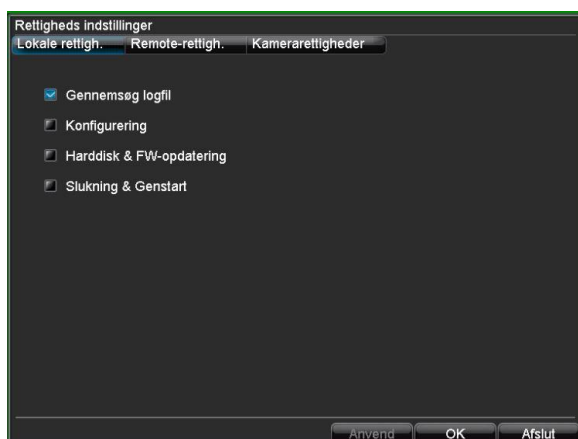 Rettigheds indstillinger
Lokale rettigh. Remote-rettigh. Kamerarettigheder
Gennemsøg logfil
Konfigurering
Harddisk & FW-opdatering
Slukning & Genstart
Anvend OK Afslut